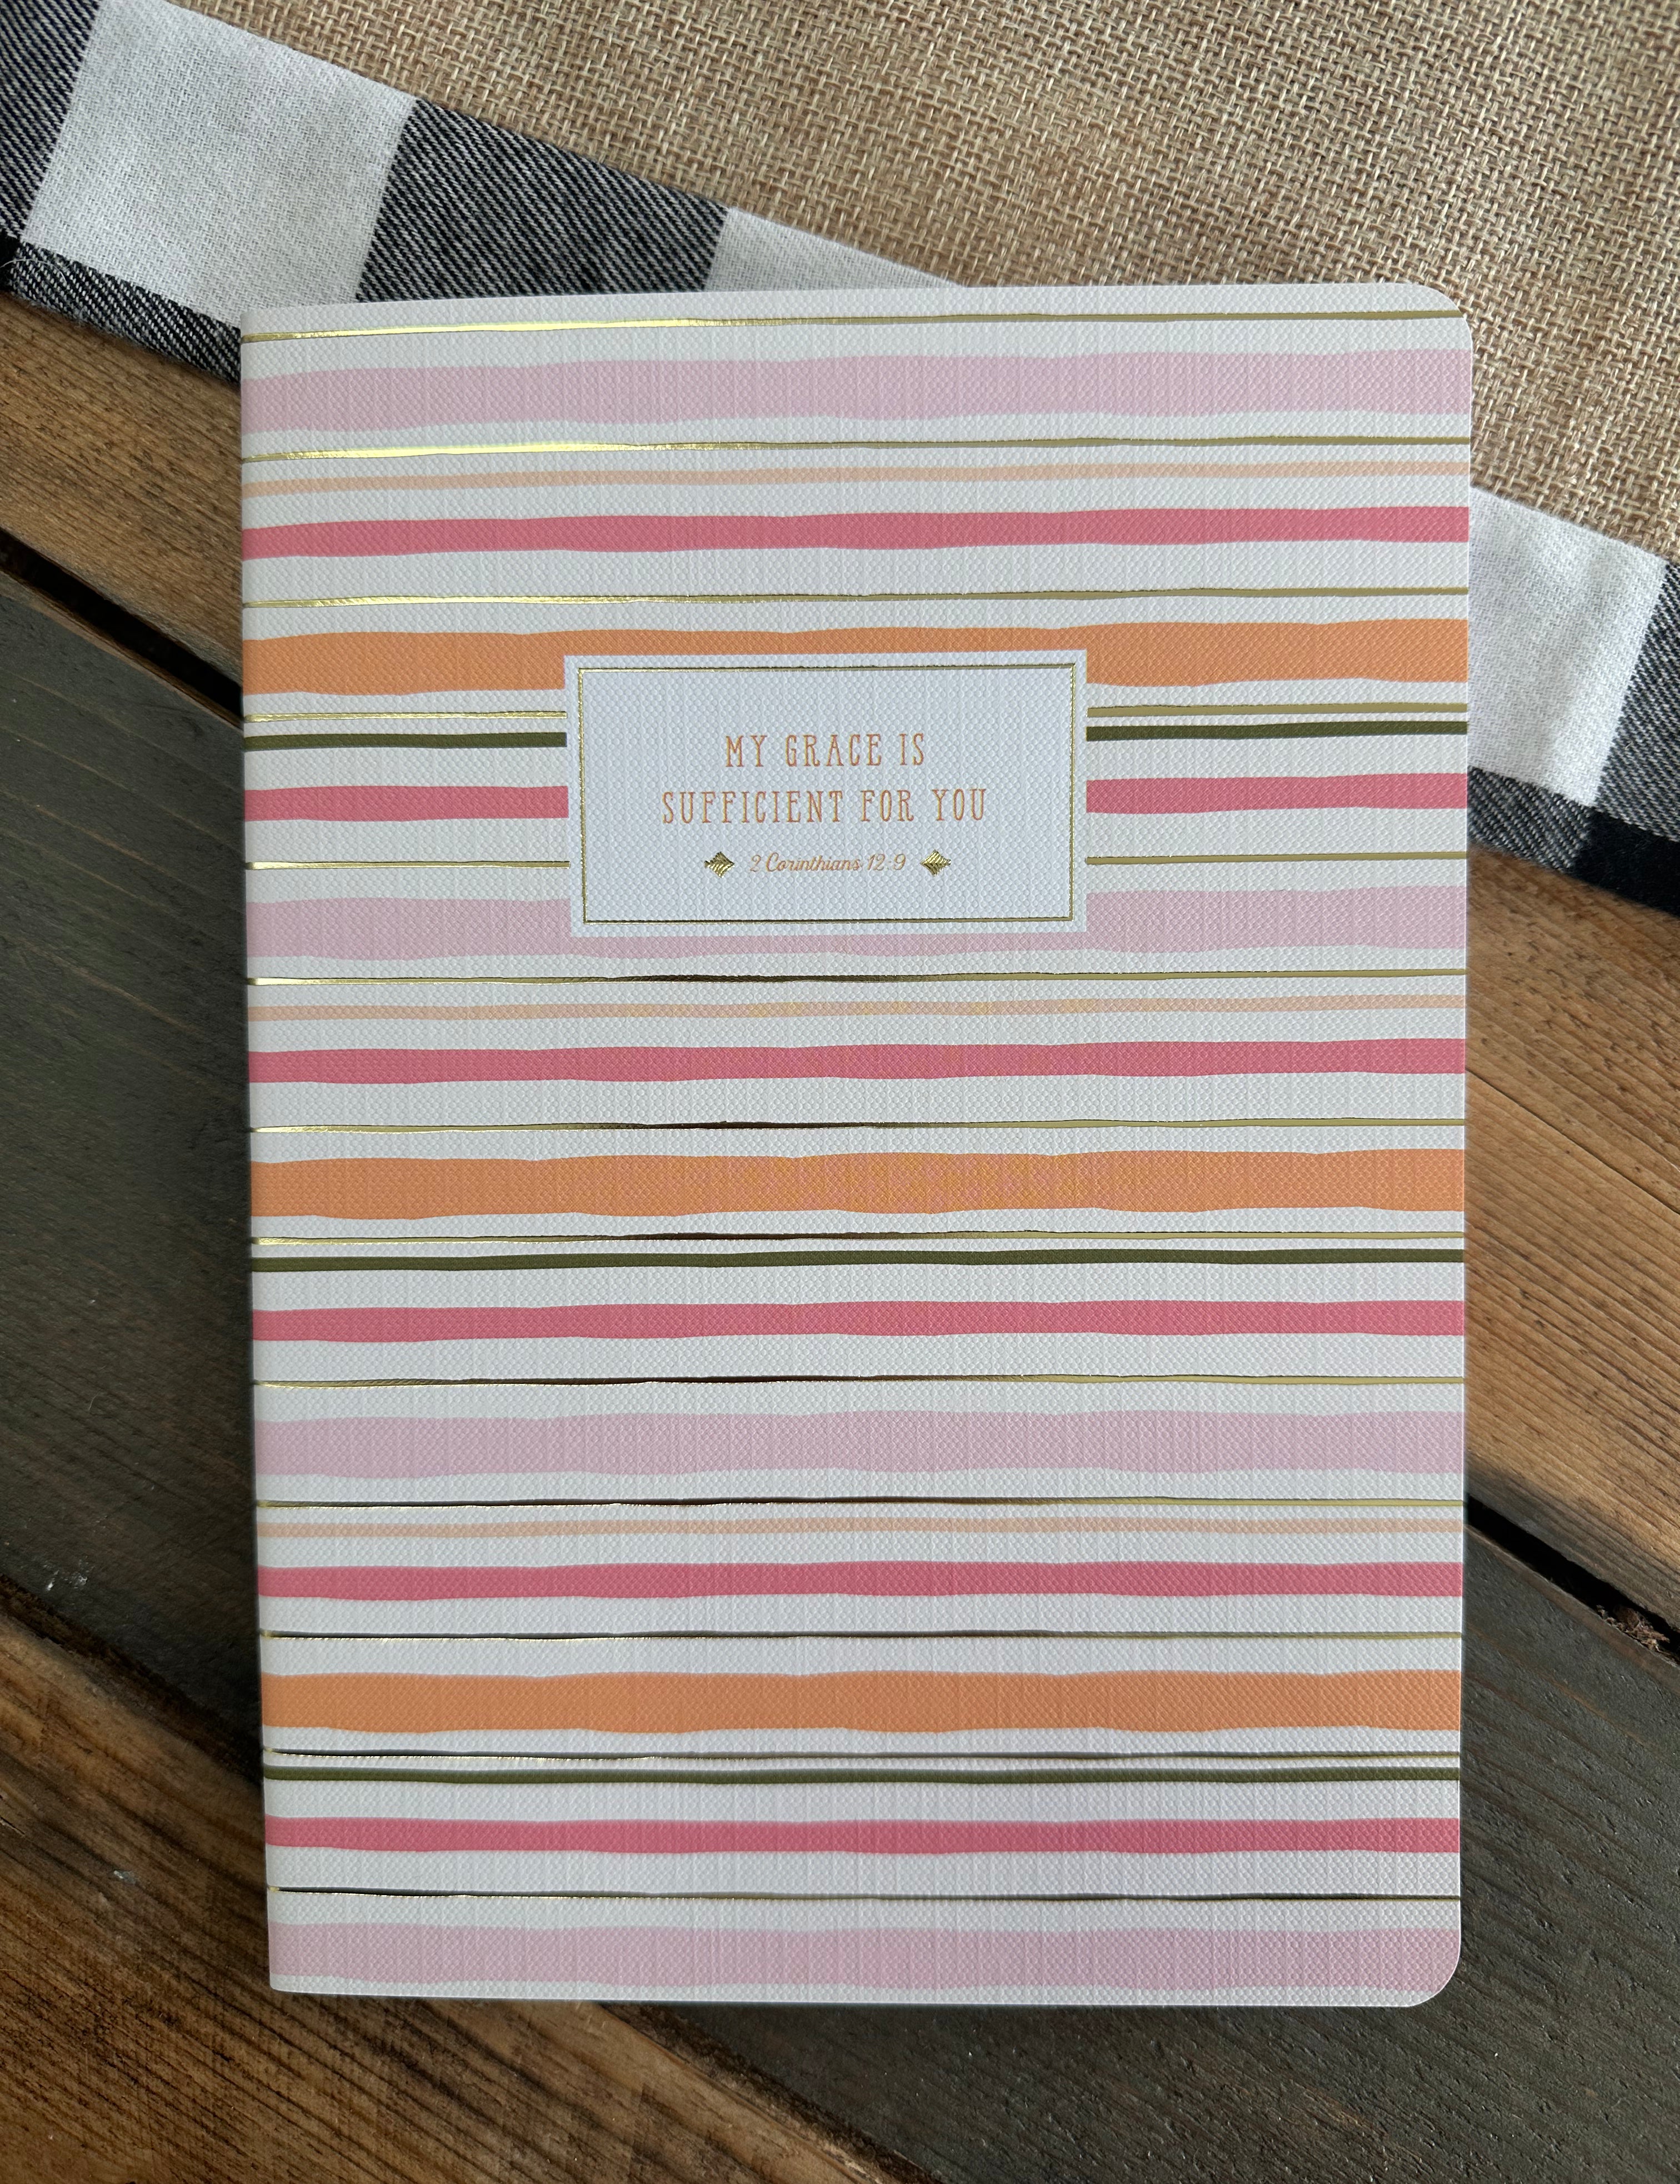 MY GRACE IS
SUFFICIENT FOR YOU
2 Corinthians 12:9